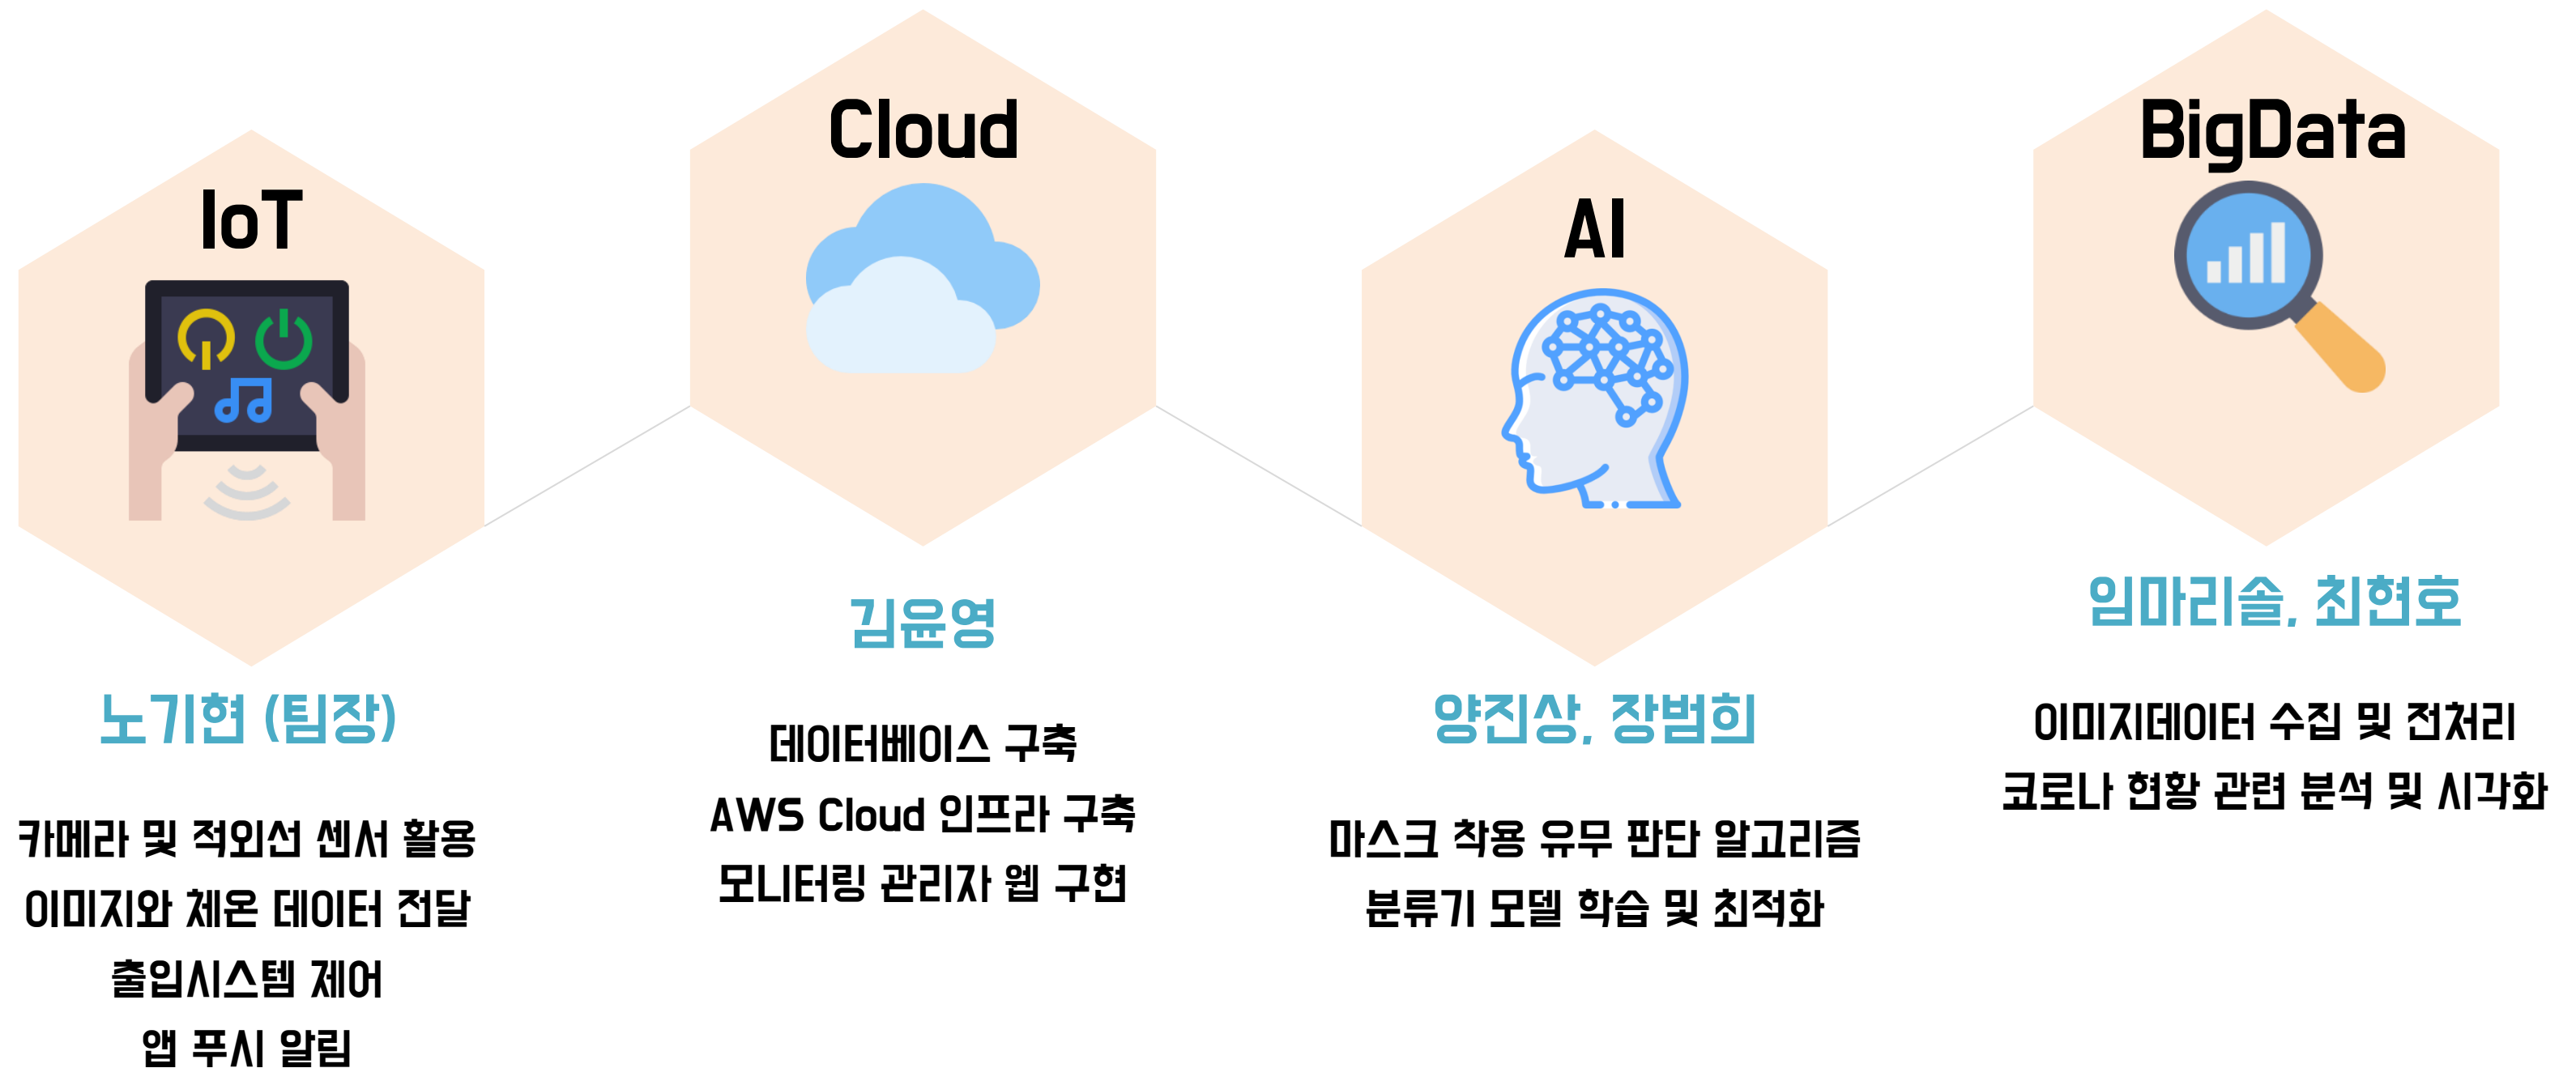 IoT
노기현 (팀장)
카메라 및 적외선 센서 활용
이미지와 체온 데이터 전달
출입시스템 제어
앱 푸시 알림
Cloud
김윤영
데이터베이스 구축
AWS Cloud 인프라 구축
모니터링 관리자 웹 구현
AI
양진상, 장범희
마스크 착용 유무 판단 알고리즘
분류기 모델 학습 및 최적화
BigData
임마리솔, 최현호
이미지데이터 수집 및 전처리
코로나 현황 관련 분석 및 시각화